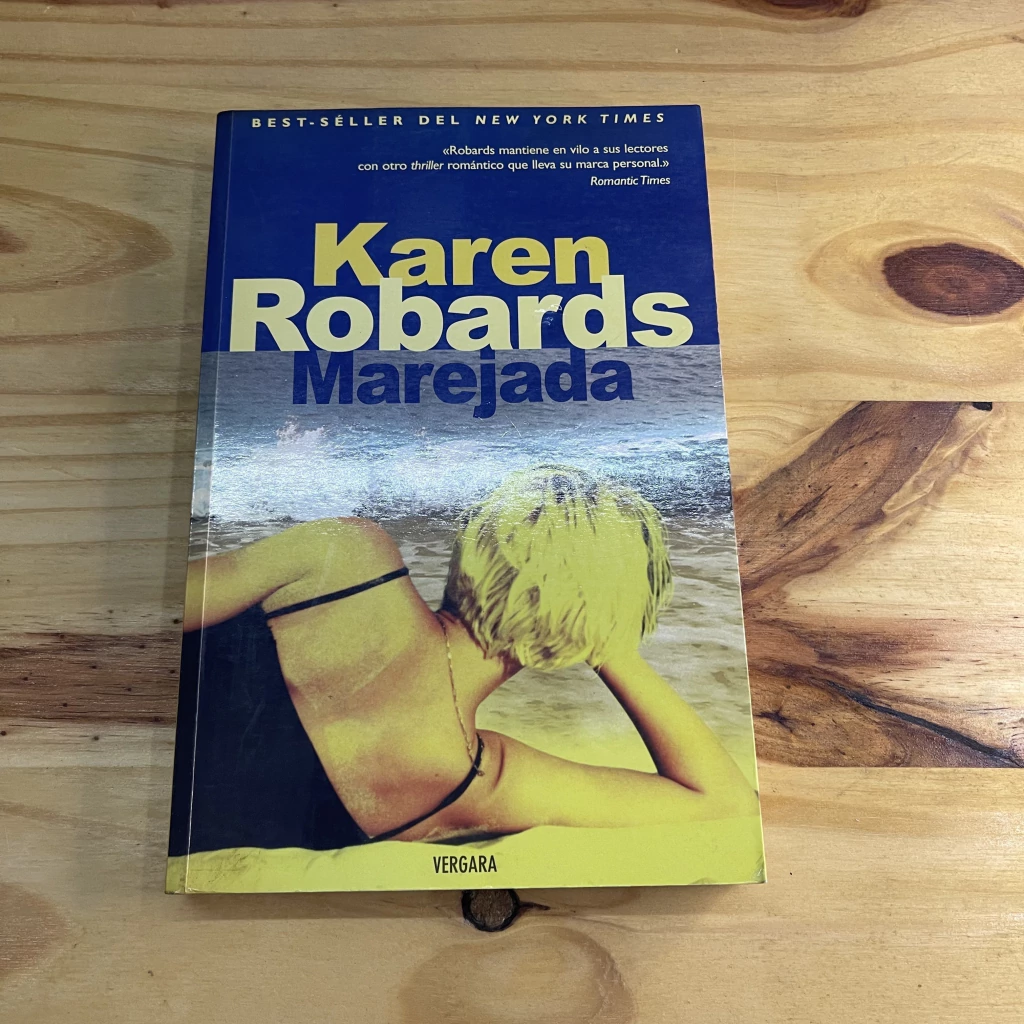 BEST-SÉLLER DEL NEW YORK TIMES
«Robards mantiene en vilo a sus lectores
con otro thriller romántico que lleva su marca personal.»
Romantic Times
Karen
Robards
Marejada
VERGARA